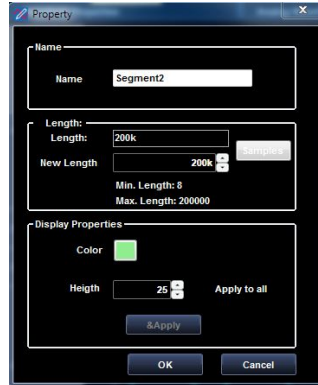 Property
x
Name
Name Segment2
Length:
Length: 200k
Samples
New Length 200k
Min. Length: 8
Max. Length: 200000
Display Properties
Color
Heigth 25 Apply to all
&Apply
OK Cancel